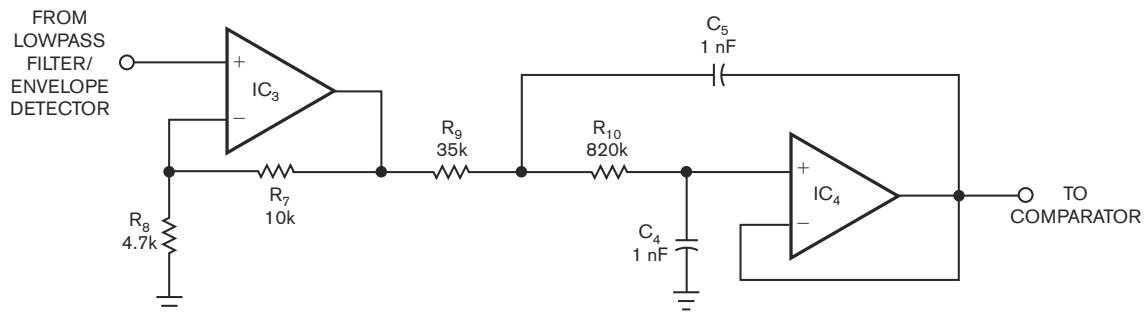 FROM
LOWPASS
FILTER/
ENVELOPE
DETECTOR
+
−
IC3
R8
4.7k
R7
10k
R9
35k
C5
1 nF
R10
820k
C4
1 nF
+
−
IC4
TO
COMPARATOR